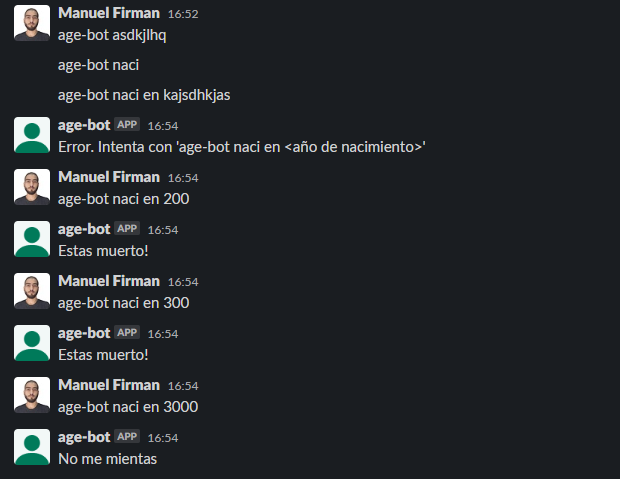 Manuel Firman 16:52
age-bot asdkjlhq
age-bot naci
age-bot naci en kajsdhkjas
age-bot APP 16:54
Error. Intenta con 'age-bot naci en <año de nacimiento>'
Manuel Firman 16:54
age-bot naci en 200
age-bot APP 16:54
Estas muerto!
Manuel Firman 16:54
age-bot naci en 300
age-bot APP 16:54
Estas muerto!
Manuel Firman 16:54
age-bot naci en 3000
age-bot APP 16:54
No me mientas